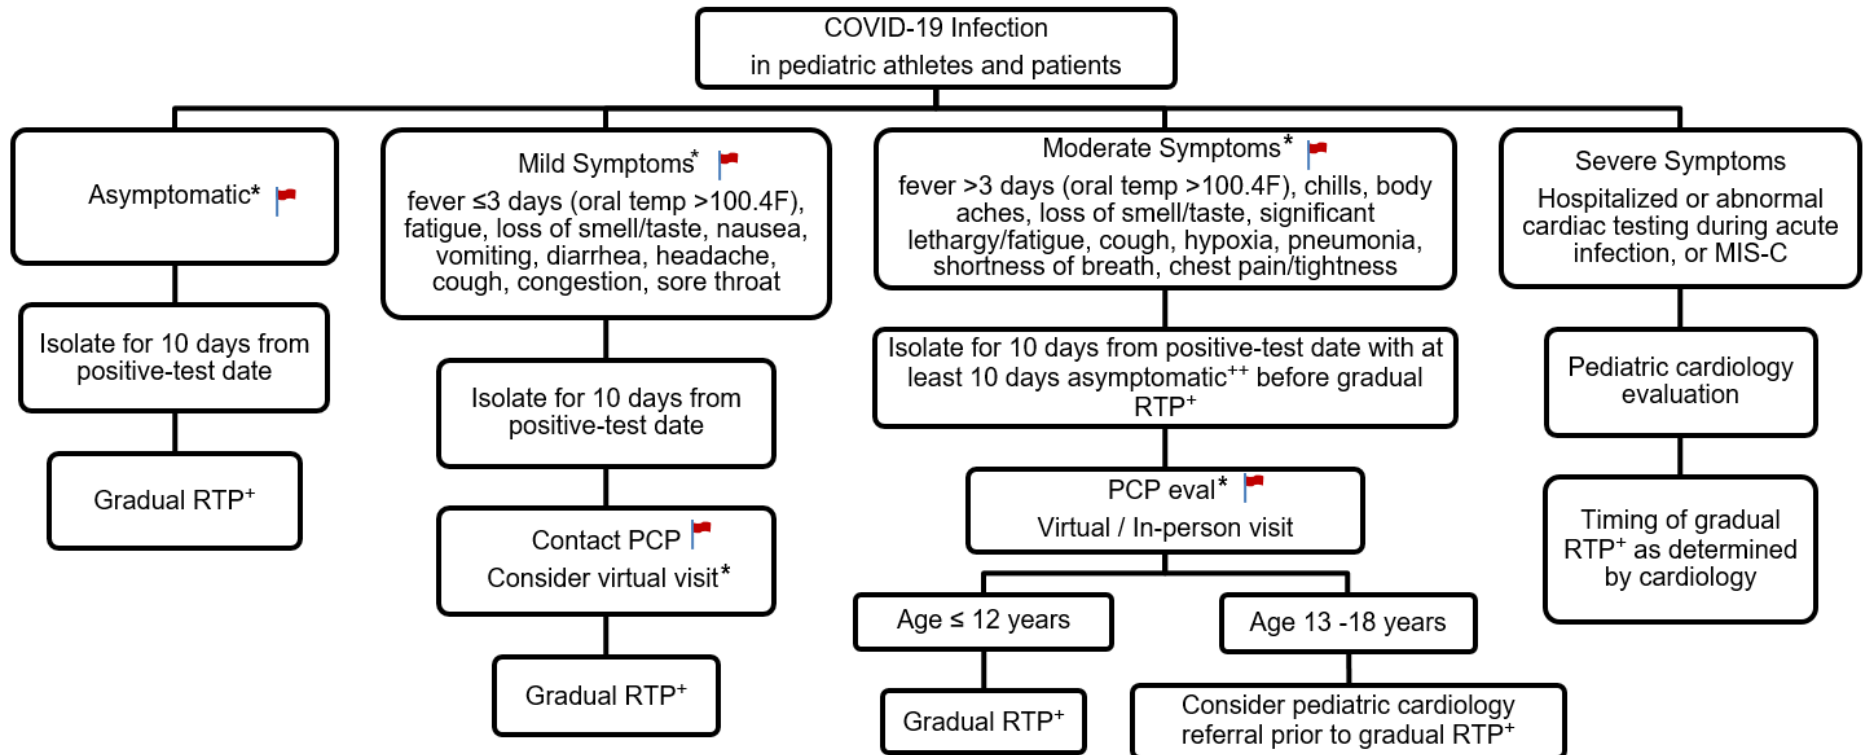 COVID-19 Infection
in pediatric athletes and patients
Asymptomatic*
Isolate for 10 days from
positive-test date
Gradual RTP+
Mild Symptoms*
fever ≤3 days (oral temp >100.4F),
fatigue, loss of smell/taste, nausea,
vomiting, diarrhea, headache,
cough, congestion, sore throat
Isolate for 10 days from
positive-test date
Contact PCP
Consider virtual visit*
Gradual RTP+
Moderate Symptoms*
fever >3 days (oral temp >100.4F), chills, body
aches, loss of smell/taste, significant
lethargy/fatigue, cough, hypoxia, pneumonia,
shortness of breath, chest pain/tightness
Isolate for 10 days from positive-test date with at
least 10 days asymptomatic++ before gradual
RTP+
PCP eval*
Virtual / In-person visit
Age ≤ 12 years
Gradual RTP+
Age 13 -18 years
Consider pediatric cardiology
referral prior to gradual RTP+
Severe Symptoms
Hospitalized or abnormal
cardiac testing during acute
infection, or MIS-C
Pediatric cardiology
evaluation
Timing of gradual
RTP+ as determined
by cardiology